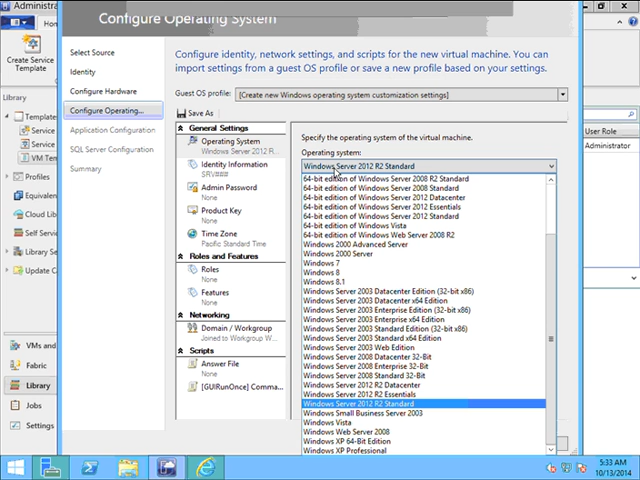 Configure Operating System
Ho
Create Service
Template
Library
Templates
Service
Service
VM Tem
Profiles
Equivalen
Cloud Lib
Self Servi
Library Se
Update Ca
VMs and
Fabric
Library
Jobs
Settings
Select Source
Identity
Configure Hardware
Configure Operating...
Application Configuration
SQL Server Configuration
Summary
Configure identity, network settings, and scripts for the new virtual machine. You can
import settings from a guest OS profile or save a new profile based on your settings.
Guest OS profile: [Create new Windows operating system customization settings]
Save As
General Settings
Operating System
Windows Server 2012 R...
Identity Information
SRV###
Admin Password
None
Product Key
None
Time Zone
Pacific Standard Time
Roles and Features
Roles
None
Features
None
Networking
Domain / Workgroup
Joined to Workgroup W...
Scripts
Answer File
None
[GUIRunOnce] Comma...
Specify the operating system of the virtual machine.
Operating system:
Windows Server 2012 R2 Standard
64-bit edition of Windows Server 2008 R2 Standard
64-bit edition of Windows Server 2008 Standard
64-bit edition of Windows Server 2012 Datacenter
64-bit edition of Windows Server 2012 Essentials
64-bit edition of Windows Server 2012 Standard
64-bit edition of Windows Vista
64-bit edition of Windows Web Server 2008 R2
Windows 2000 Advanced Server
Windows 2000 Server
Windows 7
Windows 8
Windows 8.1
Windows Server 2003 Datacenter Edition (32-bit x86)
Windows Server 2003 Datacenter x64 Edition
Windows Server 2003 Enterprise Edition (32-bit x86)
Windows Server 2003 Enterprise x64 Edition
Windows Server 2003 Standard Edition (32-bit x86)
Windows Server 2003 Standard x64 Edition
Windows Server 2003 Web Edition
Windows Server 2008 Datacenter 32-Bit
Windows Server 2008 Enterprise 32-Bit
Windows Server 2008 Standard 32-Bit
Windows Server 2012 R2 Datacenter
Windows Server 2012 R2 Essentials
Windows Server 2012 R2 Standard
Windows Small Business Server 2003
Windows Vista
Windows Web Server 2008
Windows XP 64-Bit Edition
Windows XP Professional
User Role
Administrator
5:33 AM
10/13/2014